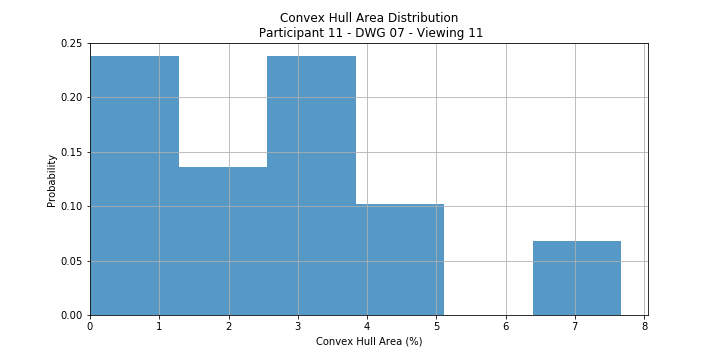 Convex Hull Area Distribution
Participant 11 - DWG 07 - Viewing 11
0.25
0.20
0.15
0.10
0.05
0.00
Probability
0 1 2 3 4 5 6 7 8
Convex Hull Area (%)